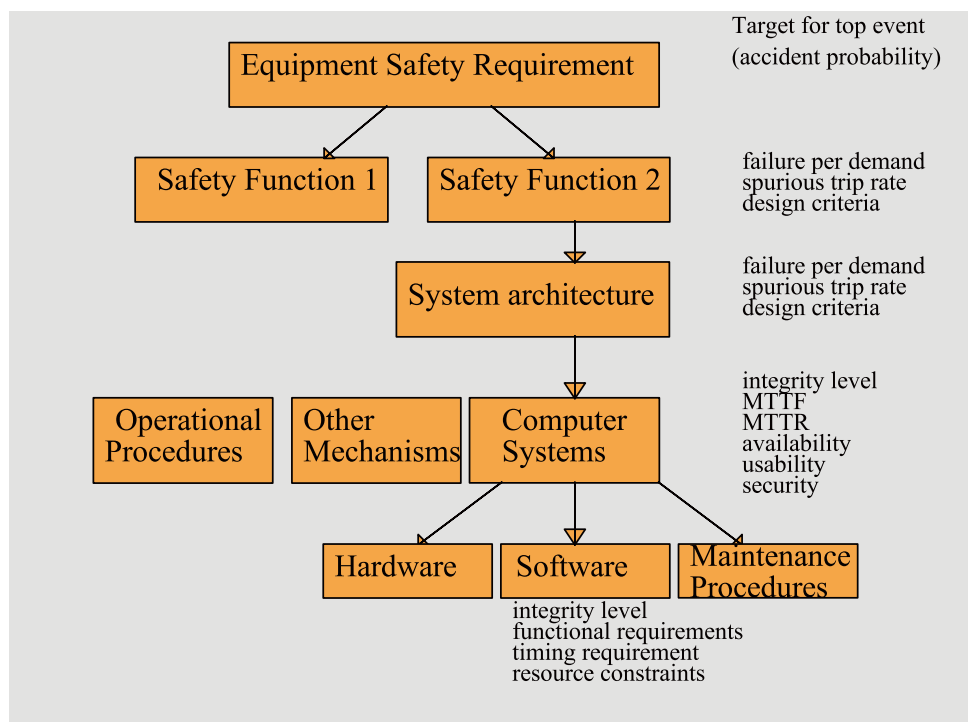 Target for top event
(accident probability)
Equipment Safety Requirement
Safety Function 1
Safety Function 2
failure per demand
spurious trip rate
design criteria
System architecture
failure per demand
spurious trip rate
design criteria
Operational
Procedures
Other
Mechanisms
Computer
Systems
integrity level
MTTF
MTTR
availability
usability
security
Hardware
Software
Maintenance
Procedures
integrity level
functional requirements
timing requirement
resource constraints